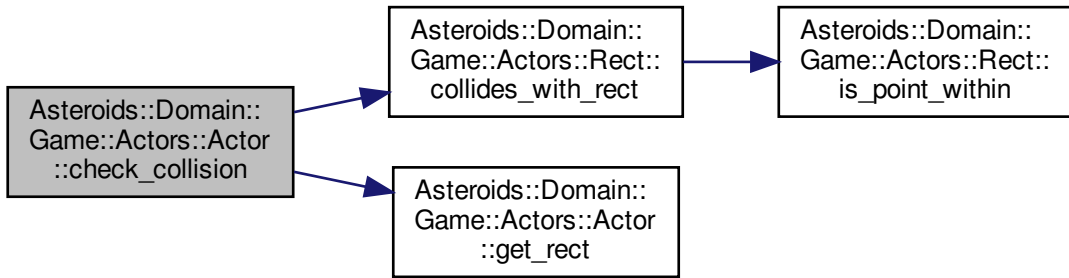 Asteroids::Domain::
Game::Actors::Actor
::check_collision
Asteroids::Domain::
Game::Actors::Rect::
collides_with_rect
Asteroids::Domain::
Game::Actors::Rect::
is_point_within
Asteroids::Domain::
Game::Actors::Actor
::get_rect